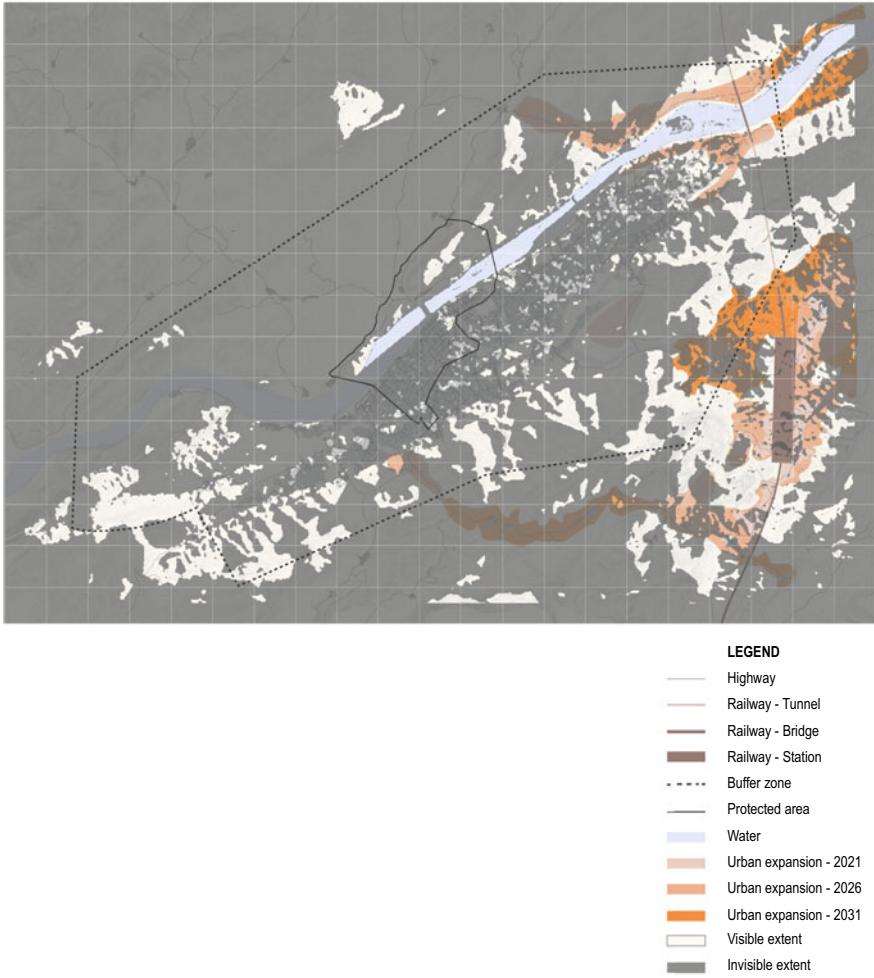 LEGEND
Highway
Railway - Tunnel
Railway - Bridge
Railway - Station
Buffer zone
Protected area
Water
Urban expansion - 2021
Urban expansion - 2026
Urban expansion - 2031
Visible extent
Invisible extent